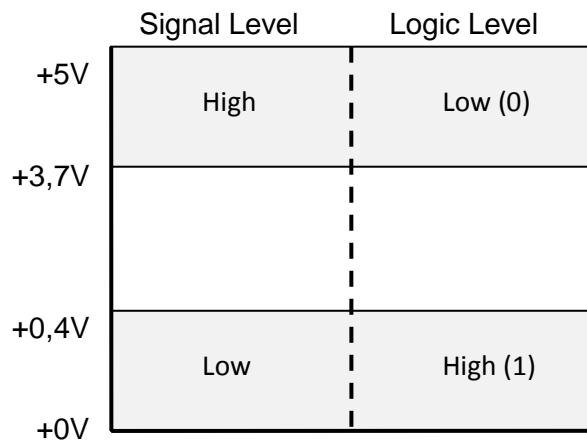 Signal Level Logic Level
+5V
High Low (0)
+3,7V
+0,4V
Low High (1)
+0V